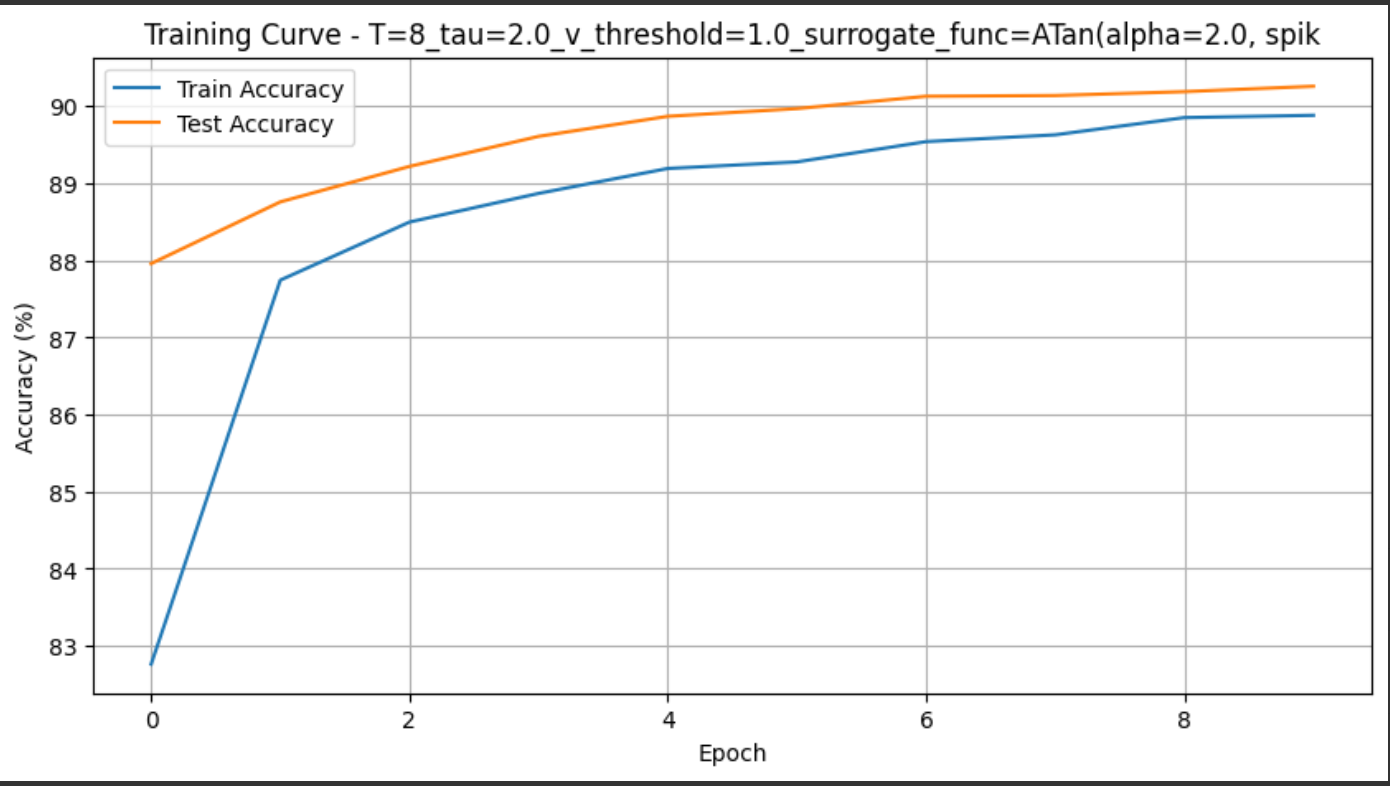 Training Curve - T=8_tau=2.0_v_threshold=1.0_surrogate_func=ATan(alpha=2.0, spik
Train Accuracy
Test Accuracy
90
89
88
87
86
85
84
83
Accuracy (%)
0 2 4 6 8
Epoch